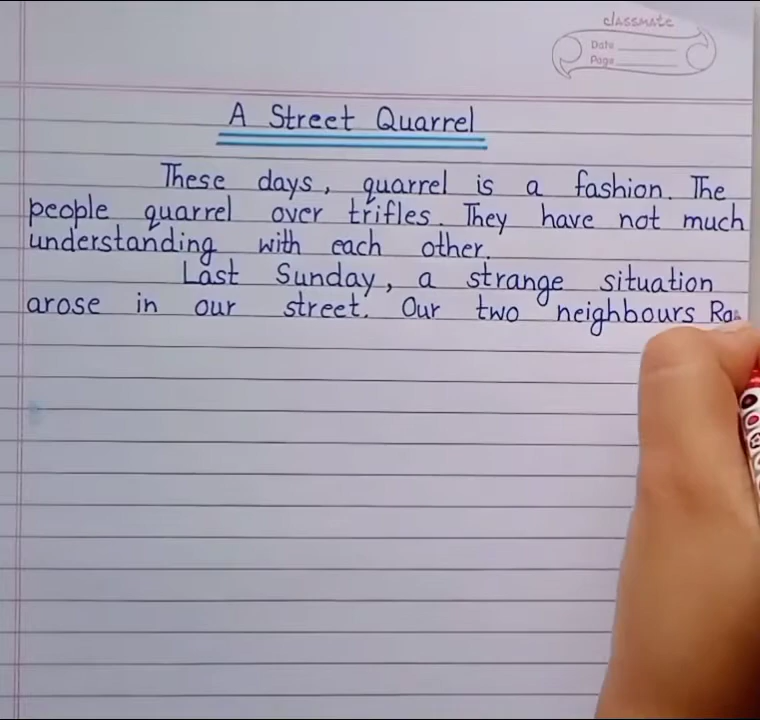 classmate
Date
Page
A Street Quarrel
These days, quarrel is a fashion. The
people quarrel over trifles. They have not much
understanding with each other.
Last Sunday, a strange situation
arose in our street. Our two neighbours